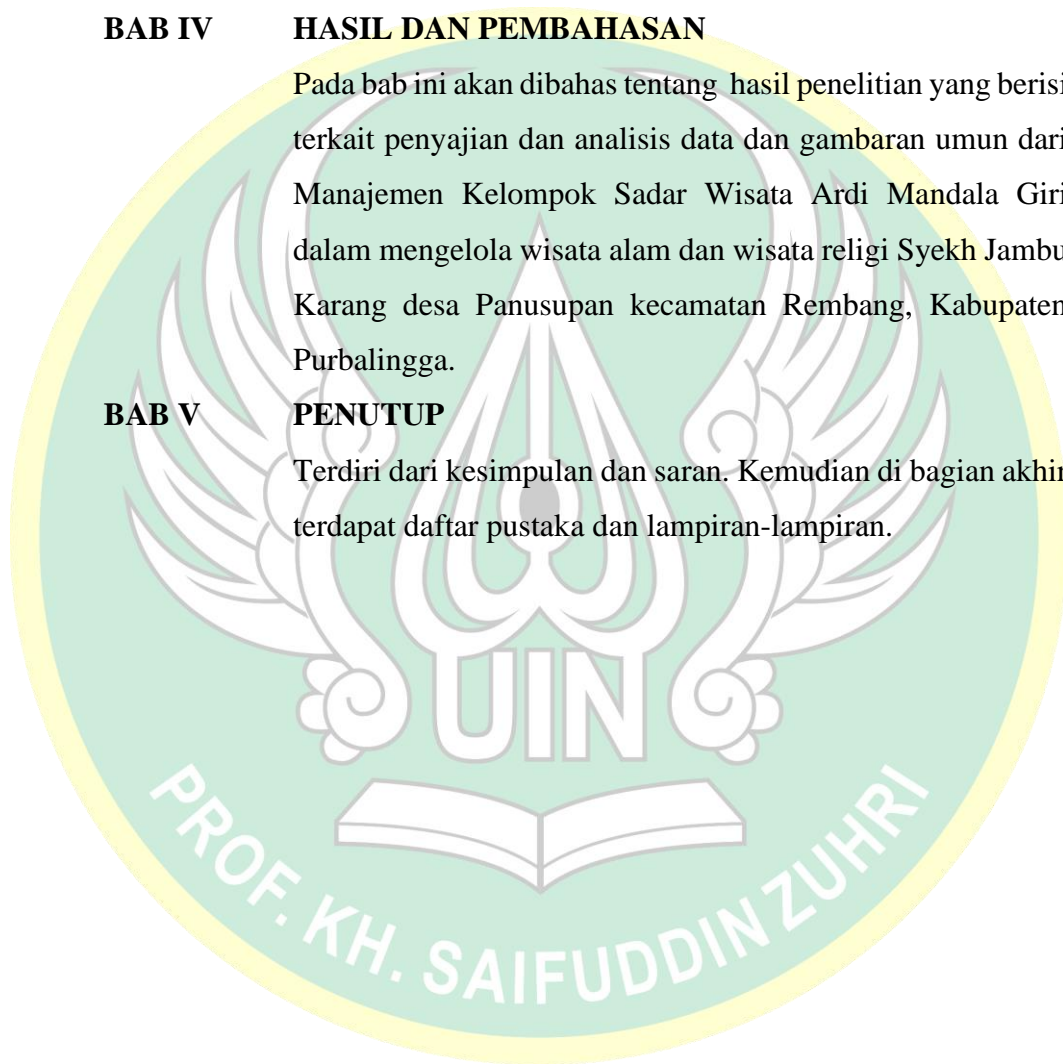 BAB IV HASIL DAN PEMBAHASAN
Pada bab ini akan dibahas tentang hasil penelitian yang berisi
terkait penyajian dan analisis data dan gambaran umun dari
Manajemen Kelompok Sadar Wisata Ardi Mandala Giri
dalam mengelola wisata alam dan wisata religi Syekh Jambu
Karang desa Panusupan kecamatan Rembang, Kabupaten
Purbalingga.
BAB V PENUTUP
Terdiri dari kesimpulan dan saran. Kemudian di bagian akhir
terdapat daftar pustaka dan lampiran-lampiran.
UIN
PROF. KH. SAIFUDDIN ZUHRI